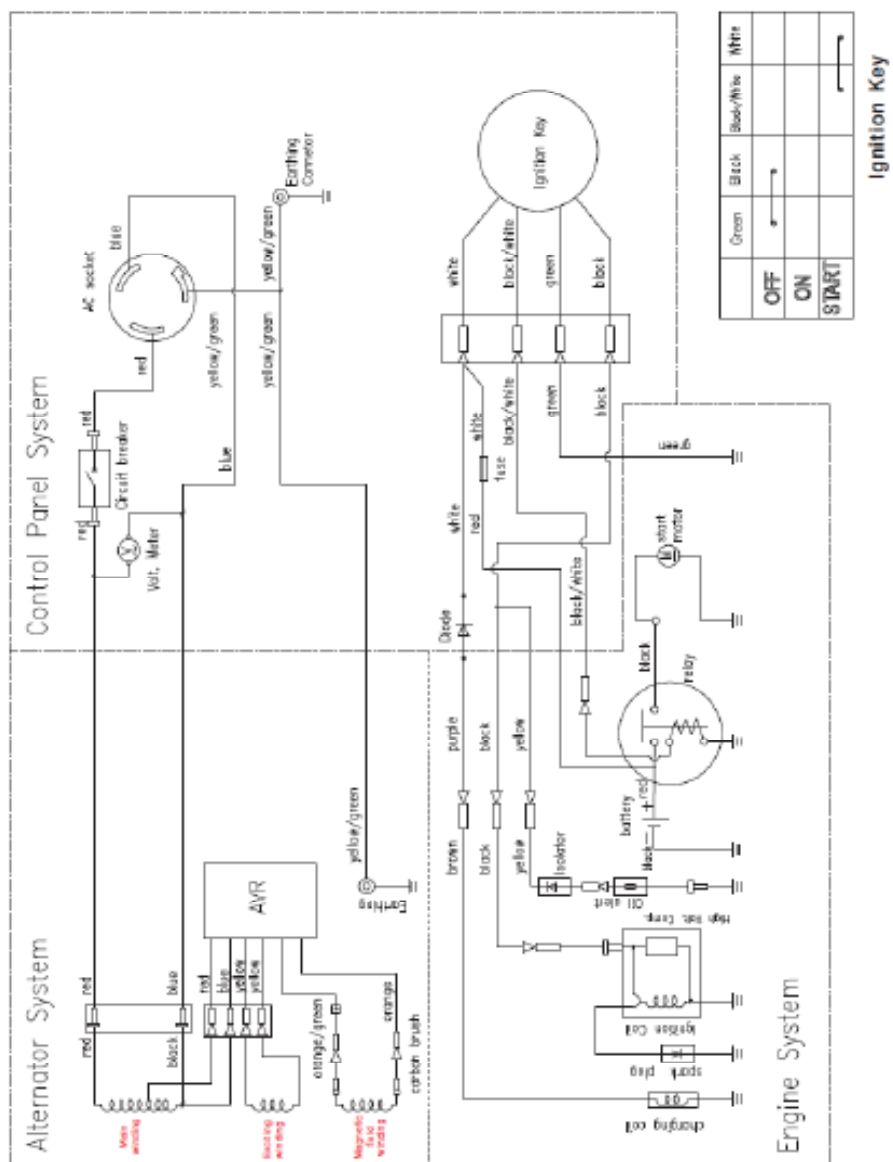 Control Panel System
AC socket
blue
red
red
Circuit breaker
red
Volt. Meter
yellow/green
blue
yellow/green
yellow/green
Earthing
Connetor
Ignition Key
white
black/white
green
black
white
black/white
green
black
fuse
white
red
Diode
black/White
green
Green
Black
Black/White
White
OFF
ON
START
Ignition Key
Alternator System
red
blue
red
black
AVR
red
blue
yellow
yellow
orange/green
orange
carbon brush
yellow/green
Earthing
Main
winding
Exciting
winding
Magnetic
field
winding
Engine System
purple
black
yellow
brown
black
yellow
Isolator
Oil alert
High Volt. Comp.
Ignition Coil
spark plug
charging coil
battery
+
red
black
relay
black
start
motor
M
V